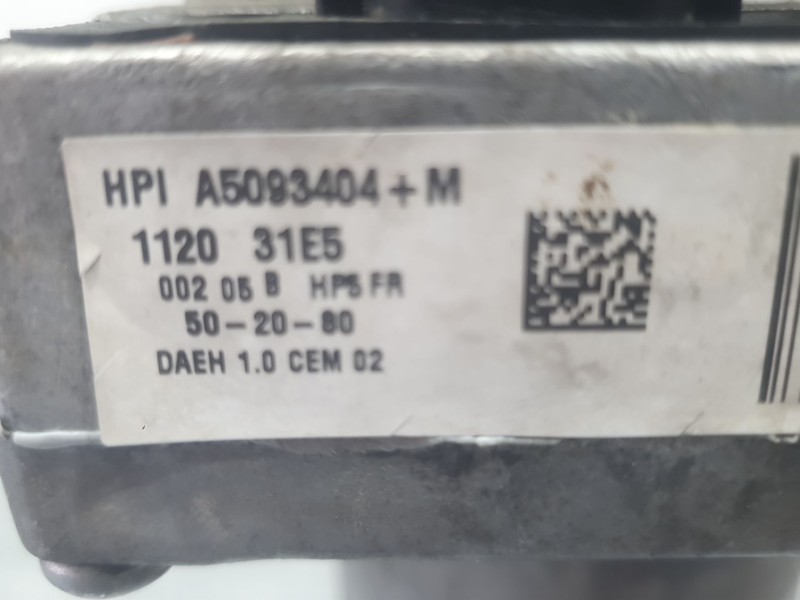 HPI A5093404+M
1120 31E5
002 05 B HP5 FR
50-20-80
DAEH 1.0 CEM 02